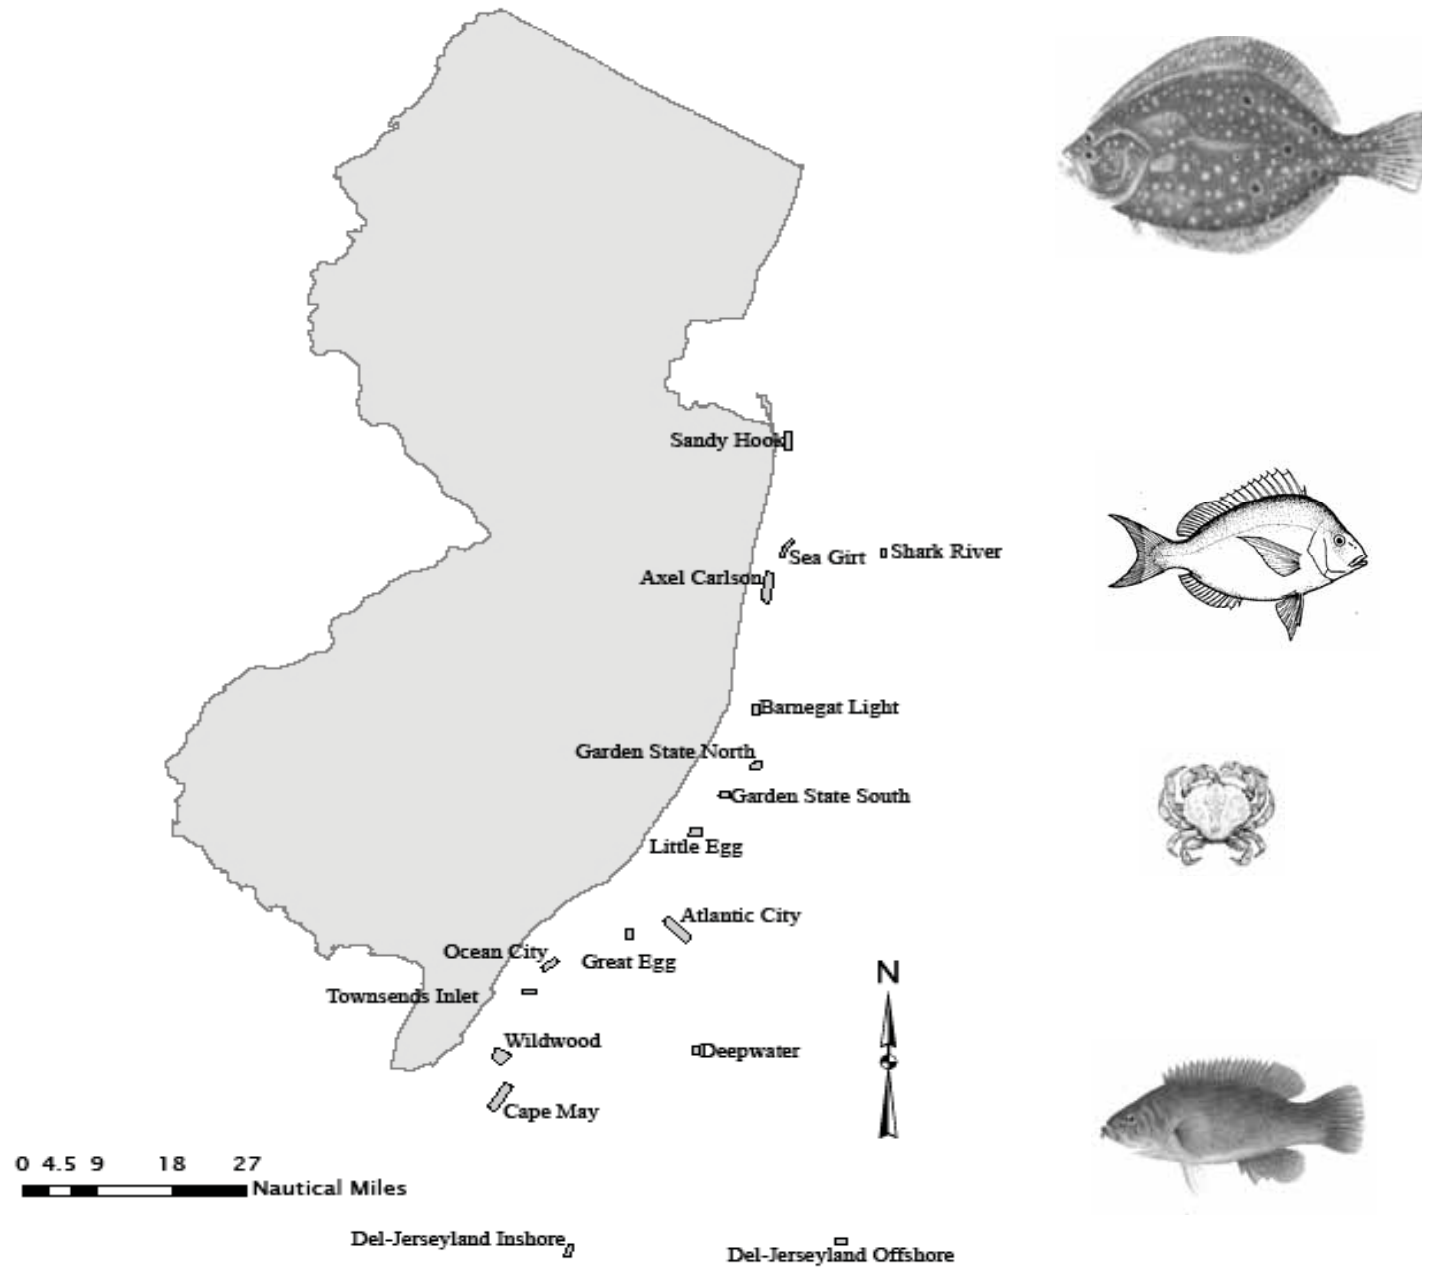 Sandy Hook
Sea Girt
Shark River
Axel Carlson
Barnegat Light
Garden State North
Garden State South
Little Egg
Atlantic City
Ocean City
Great Egg
N
Townsends Inlet
Wildwood
Deepwater
Cape May
0 4.5 9 18 27
Nautical Miles
Del-Jerseyland Inshore
Del-Jerseyland Offshore